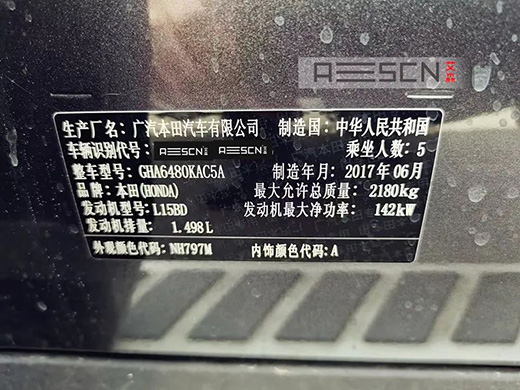 AESCN
生产厂名：广汽本田汽车有限公司 制造国：中华人民共和国
车辆识别代号：AESCN AESCN 乘坐人数：5
整车型号：GHA6480KAC5A 制造年月：2017年06月
品牌：本田(HONDA) 最大允许总质量：2180kg
发动机型号：L15BD 发动机最大净功率：142kW
发动机排量：1.498L
外观颜色代码：NH797M 内饰颜色代码：A